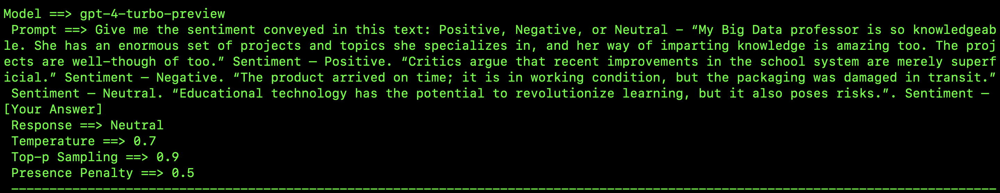 Model ==> gpt-4-turbo-preview
Prompt ==> Give me the sentiment conveyed in this text: Positive, Negative, or Neutral – “My Big Data professor is so knowledgeab
le. She has an enormous set of projects and topics she specializes in, and her way of imparting knowledge is amazing too. The proj
ects are well-though of too.” Sentiment – Positive. “Critics argue that recent improvements in the school system are merely superf
icial.” Sentiment – Negative. “The product arrived on time; it is in working condition, but the packaging was damaged in transit.”
Sentiment – Neutral. “Educational technology has the potential to revolutionize learning, but it also poses risks.”. Sentiment –
[Your Answer]
Response ==> Neutral
Temperature ==> 0.7
Top-p Sampling ==> 0.9
Presence Penalty ==> 0.5
----------------------------------------------------------------------------------------------------------------------------------